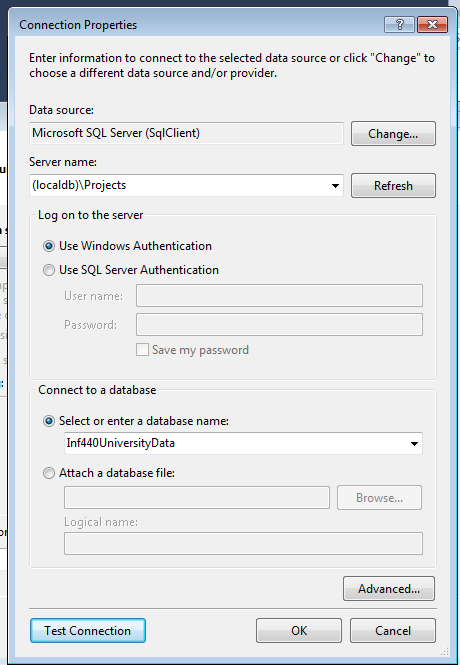 Connection Properties
Enter information to connect to the selected data source or click "Change" to
choose a different data source and/or provider.
Data source:
Microsoft SQL Server (SqlClient)
Change...
Server name:
(localdb)\Projects
Refresh
Log on to the server
Use Windows Authentication
Use SQL Server Authentication
User name:
Password:
Save my password
Connect to a database
Select or enter a database name:
Inf440UniversityData
Attach a database file:
Browse...
Logical name:
Advanced...
Test Connection
OK
Cancel